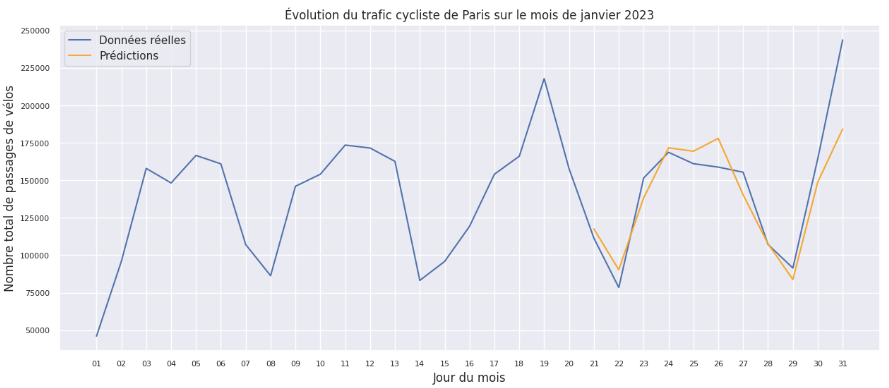 Évolution du trafic cycliste de Paris sur le mois de janvier 2023
Données réelles
Prédictions
Nombre total de passages de vélos
250000
225000
200000
175000
150000
125000
100000
75000
50000
01 02 03 04 05 06 07 08 09 10 11 12 13 14 15 16 17 18 19 20 21 22 23 24 25 26 27 28 29 30 31
Jour du mois